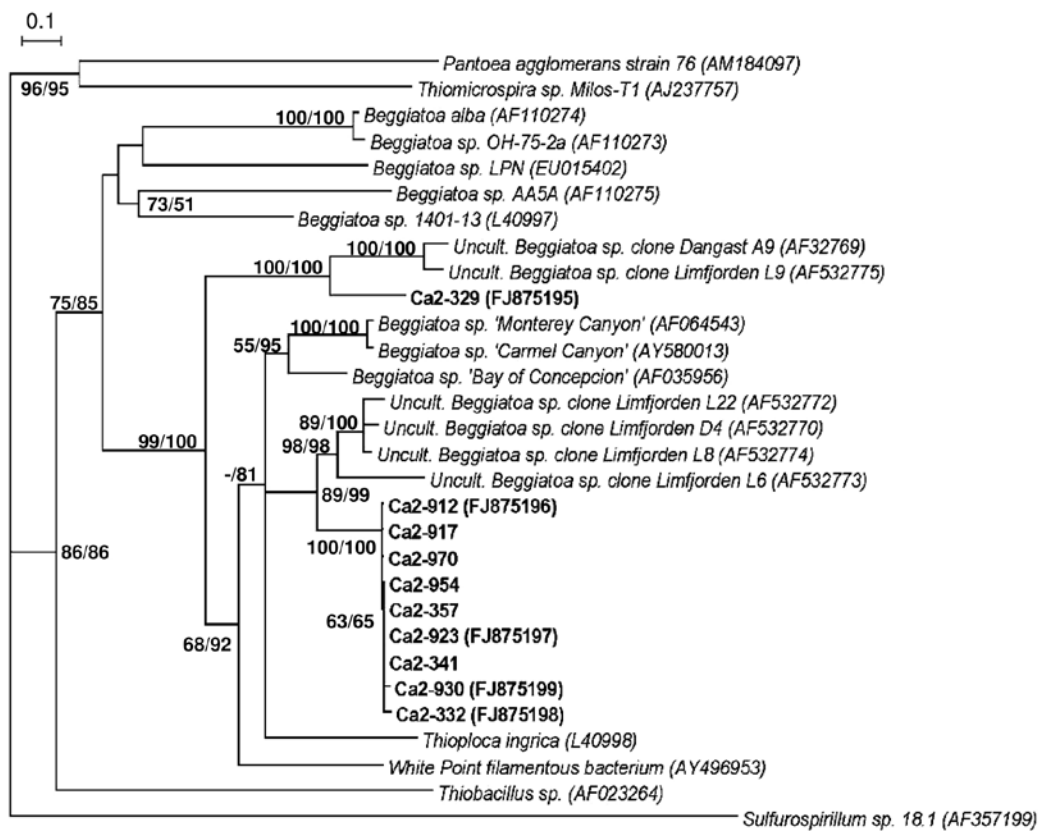 0.1
Pantoea agglomerans strain 76 (AM184097)
96/95
Thiomicrospira sp. Milos-T1 (AJ237757)
100/100
Beggiatoa alba (AF110274)
Beggiatoa sp. OH-75-2a (AF110273)
Beggiatoa sp. LPN (EU015402)
Beggiatoa sp. AA5A (AF110275)
73/51
Beggiatoa sp. 1401-13 (L40997)
100/100
Uncult. Beggiatoa sp. clone Dangast A9 (AF32769)
100/100
Uncult. Beggiatoa sp. clone Limfjorden L9 (AF532775)
Ca2-329 (FJ875195)
75/85
100/100
Beggiatoa sp. 'Monterey Canyon' (AF064543)
55/95
Beggiatoa sp. 'Carmel Canyon' (AY580013)
Beggiatoa sp. 'Bay of Concepcion' (AF035956)
Uncult. Beggiatoa sp. clone Limfjorden L22 (AF532772)
89/100
Uncult. Beggiatoa sp. clone Limfjorden D4 (AF532770)
99/100
98/98
Uncult. Beggiatoa sp. clone Limfjorden L8 (AF532774)
-/81
Uncult. Beggiatoa sp. clone Limfjorden L6 (AF532773)
89/99
Ca2-912 (FJ875196)
Ca2-917
100/100
86/86
Ca2-970
Ca2-954
Ca2-357
63/65
Ca2-923 (FJ875197)
68/92
Ca2-341
Ca2-930 (FJ875199)
Ca2-332 (FJ875198)
Thioploca ingrica (L40998)
White Point filamentous bacterium (AY496953)
Thiobacillus sp. (AF023264)
Sulfurospirillum sp. 18.1 (AF357199)